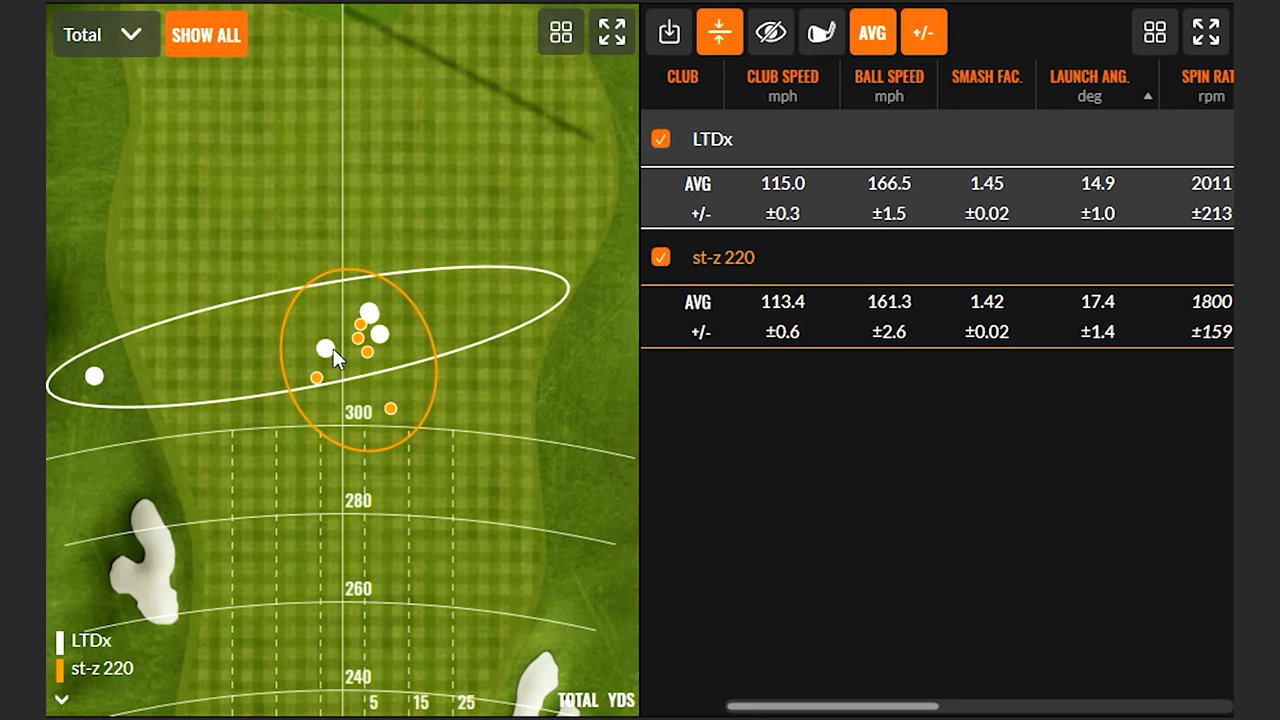 Total
SHOW ALL
300
280
260
240
5 15 25
TOTAL YDS
LTDx
st-z 220
AVG
+/-
CLUB CLUB SPEED BALL SPEED SMASH FAC. LAUNCH ANG. SPIN RAT
mph mph deg rpm
LTDx
AVG 115.0 166.5 1.45 14.9 2011
+/- ±0.3 ±1.5 ±0.02 ±1.0 ±213
st-z 220
AVG 113.4 161.3 1.42 17.4 1800
+/- ±0.6 ±2.6 ±0.02 ±1.4 ±159